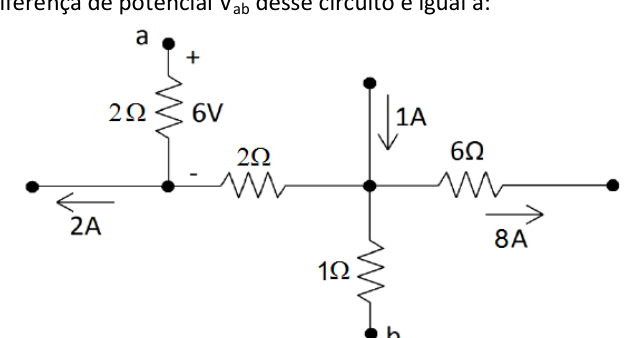 iferença de potencial Vab desse circuito é igual a:
a
+
2Ω
6V
1A
2Ω
6Ω
-
2A
8A
1Ω
b